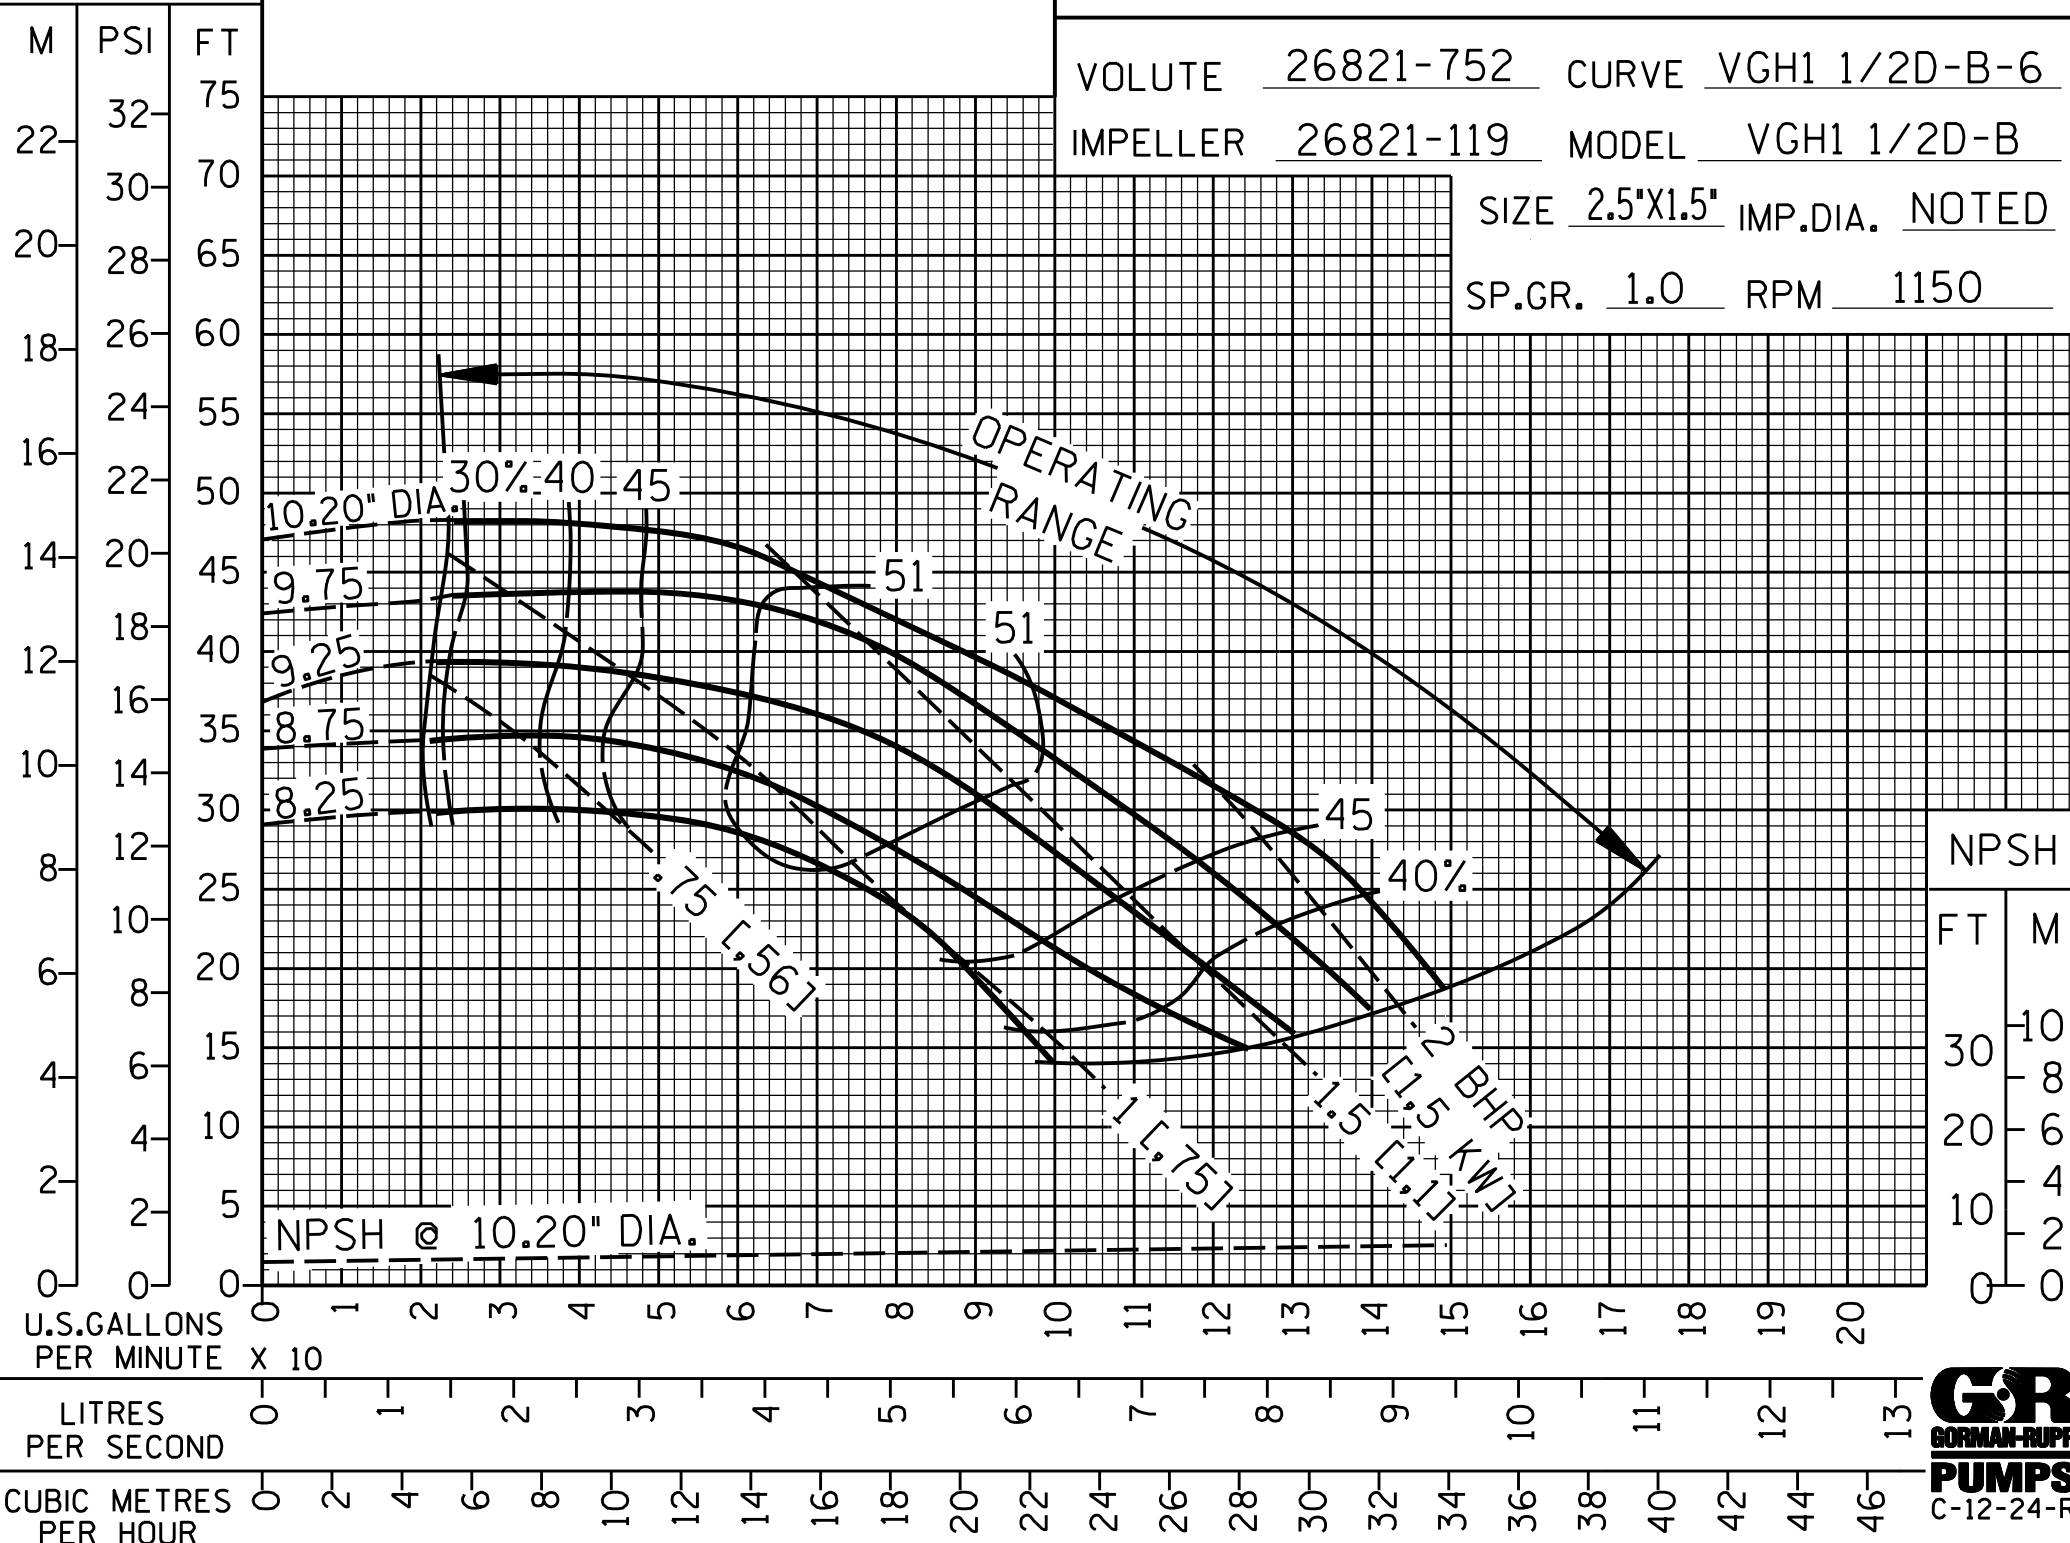 M PSI FT
75
32
22
70
30
20
65
28
60
26
18
24
55
16
22
50
14
20
45
18
40
12
16
35
10
14
30
12
8
25
10
6
20
8
15
4
6
10
4
2
5
2
0 0 0
VOLUTE 26821-752 CURVE VGH1 1/2D-B-6
IMPELLER 26821-119 MODEL VGH1 1/2D-B
SIZE 2.5"X1.5" IMP.DIA. NOTED
SP.GR. 1.0 RPM 1150
OPERATING
RANGE
30% 40 45
10.20" DIA.
9.75
9.25
8.75
8.25
51
51
45
40%
.75 [,56]
1 [,75]
1.5 [1,1]
2 BHP
[1,5 KW]
NPSH @ 10.20" DIA.
NPSH
FT M
10
30
8
20 6
4
10
2
0 0
0 1 2 3 4 5 6 7 8 9 10 11 12 13 14 15 16 17 18 19 20
U.S.GALLONS
PER MINUTE X 10
LITRES
PER SECOND
0 1 2 3 4 5 6 7 8 9 10 11 12 13
CUBIC METRES
PER HOUR
0 2 4 6 8 10 12 14 16 18 20 22 24 26 28 30 32 34 36 38 40 42 44 46
GR
GORMAN-RUPP
PUMPS
C-12-24-R